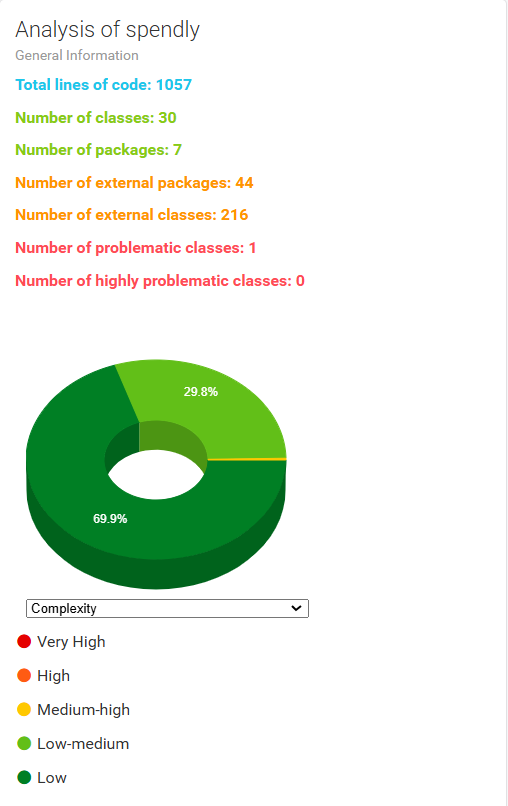 Analysis of spendly
General Information
Total lines of code: 1057
Number of classes: 30
Number of packages: 7
Number of external packages: 44
Number of external classes: 216
Number of problematic classes: 1
Number of highly problematic classes: 0
29.8%
69.9%
Complexity
Very High
High
Medium-high
Low-medium
Low